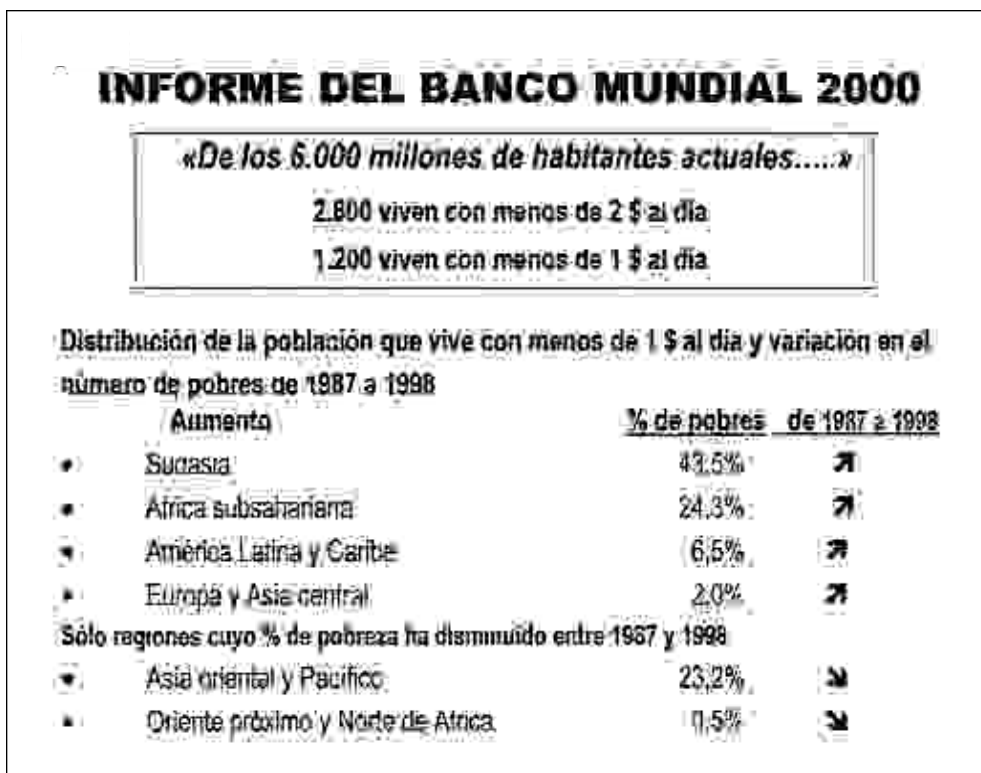 INFORME DEL BANCO MUNDIAL 2000
«De los 6.000 millones de habitantes actuales.....»
2.800 viven con menos de 2 $ al día
1.200 viven con menos de 1 $ al día
Distribución de la población que vive con menos de 1 $ al día y variación en el
número de pobres de 1987 a 1998
Aumento % de pobres de 1987 a 1998
• Sudasia 43,5% ↗
• Africa subsahariana 24,3% ↗
• América Latina y Caribe 6,5% ↗
• Europa y Asia central 2,0% ↗
Sólo regiones cuyo % de pobreza ha disminuido entre 1987 y 1998
• Asia oriental y Pacífico 23,2% ↘
• Oriente próximo y Norte de Africa ↘